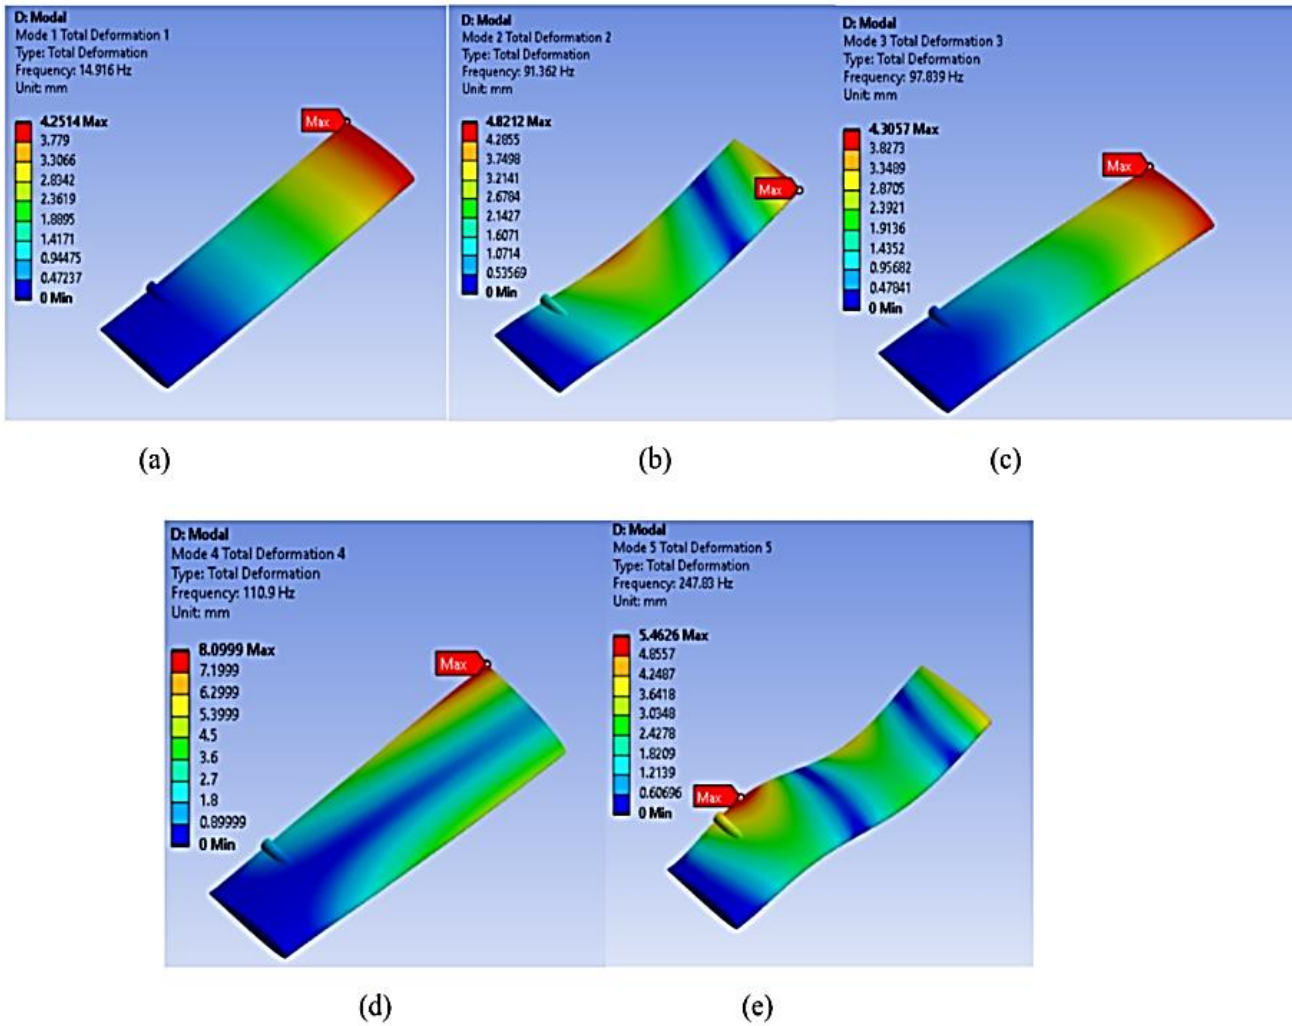 D: Modal
Mode 1 Total Deformation 1
Type: Total Deformation
Frequency: 14.916 Hz
Unit: mm
4.2514 Max
3.779
3.3066
2.8342
2.3619
1.8895
1.4171
0.94475
0.47237
0 Min
Max
D: Modal
Mode 2 Total Deformation 2
Type: Total Deformation
Frequency: 91.362 Hz
Unit: mm
4.8212 Max
4.2855
3.7498
3.2141
2.6784
2.1427
1.6071
1.0714
0.53569
0 Min
Max
D: Modal
Mode 3 Total Deformation 3
Type: Total Deformation
Frequency: 97.839 Hz
Unit: mm
4.3057 Max
3.8273
3.3489
2.8705
2.3921
1.9136
1.4352
0.95682
0.47841
0 Min
Max
(a)
(b)
(c)
D: Modal
Mode 4 Total Deformation 4
Type: Total Deformation
Frequency: 110.9 Hz
Unit: mm
8.0999 Max
7.1999
6.2999
5.3999
4.5
3.6
2.7
1.8
0.89999
0 Min
Max
D: Modal
Mode 5 Total Deformation 5
Type: Total Deformation
Frequency: 247.83 Hz
Unit: mm
5.4626 Max
4.8557
4.2487
3.6418
3.0348
2.4278
1.8209
1.2139
0.60696
0 Min
Max
(d)
(e)